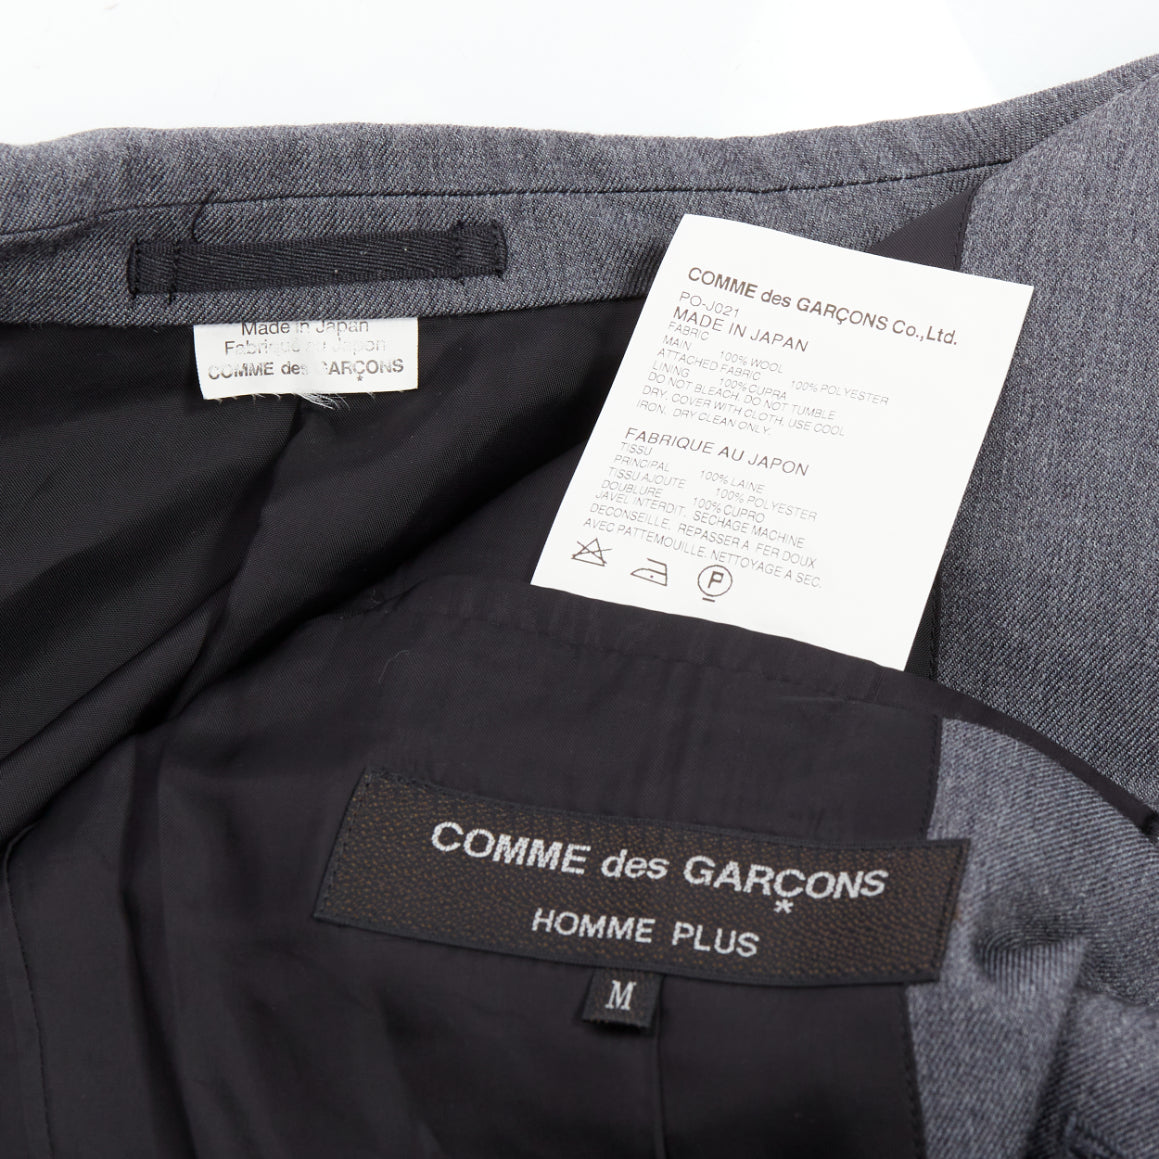 Made in Japan
Fabriqué au Japon
COMME des GARÇONS
COMME des GARÇONS Co.,Ltd.
PO-J021
MADE IN JAPAN
FABRIC
MAIN 100% WOOL
ATTACHED FABRIC 100% POLYESTER
LINING 100% CUPRA
DO NOT BLEACH. DO NOT TUMBLE
DRY. COVER WITH CLOTH. USE COOL
IRON. DRY CLEAN ONLY.
FABRIQUE AU JAPON
TISSU
PRINCIPAL 100% LAINE
TISSU AJOUTE 100% POLYESTER
DOUBLURE 100% CUPRO
JAVEL INTERDIT. SECHAGE MACHINE
DECONSEILLE. REPASSER A FER DOUX
AVEC PATTEMOUILLE. NETTOYAGE A SEC.
P
COMME des GARÇONS
HOMME PLUS
M